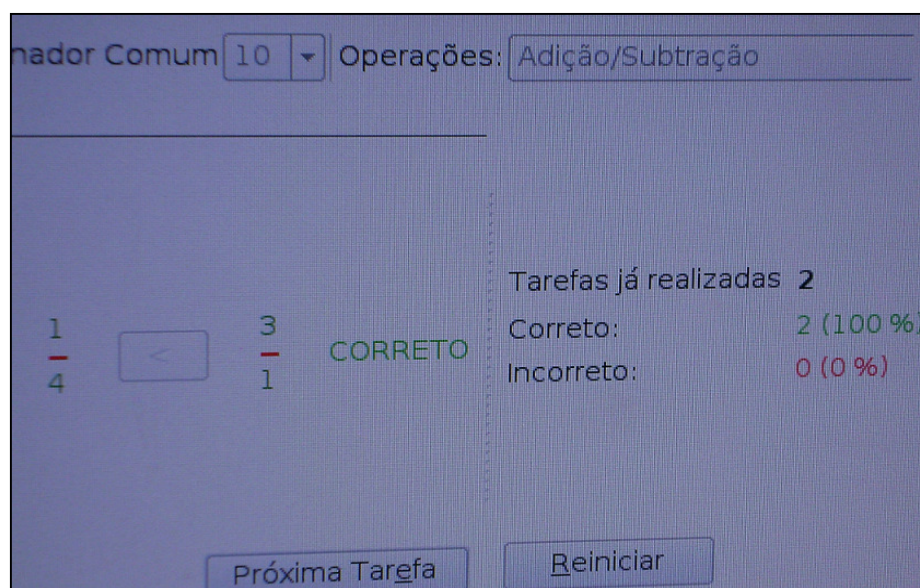 nador Comum 10 Operações: Adição/Subtração
Tarefas já realizadas 2
1/4 < 3/1 CORRETO
Correto: 2 (100 %)
Incorreto: 0 (0 %)
Próxima Tarefa Reiniciar